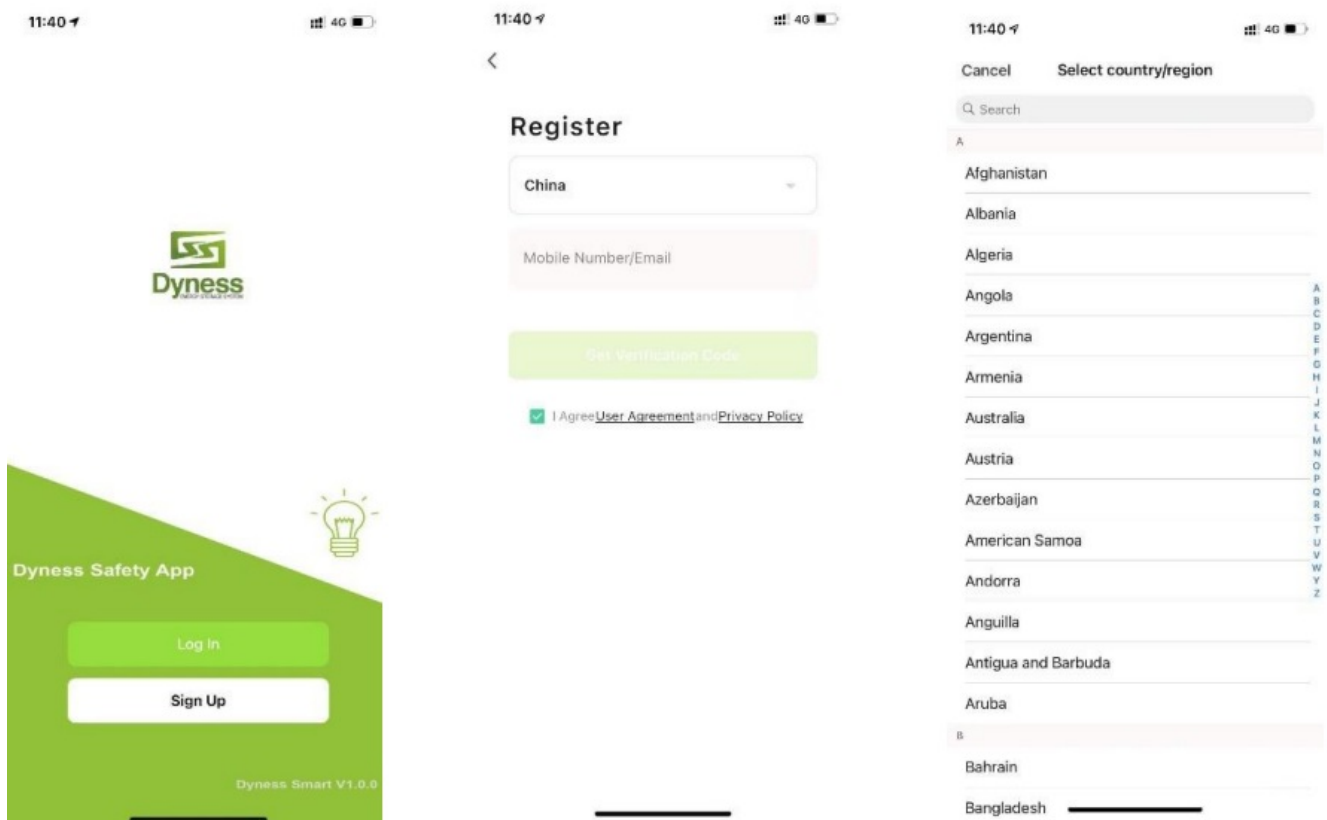 11:40
4G
Dyness
Dyness Safety App
Log In
Sign Up
Dyness Smart V1.0.0
11:40
4G
Register
China
Mobile Number/Email
Get Verification Code
I Agree User Agreement and Privacy Policy
11:40
4G
Cancel Select country/region
Search
A
Afghanistan
Albania
Algeria
Angola
Argentina
Armenia
Australia
Austria
Azerbaijan
American Samoa
Andorra
Anguilla
Antigua and Barbuda
Aruba
B
Bahrain
Bangladesh
A
B
C
D
E
F
G
H
I
J
K
L
M
N
O
P
Q
R
S
T
U
V
W
Y
Z